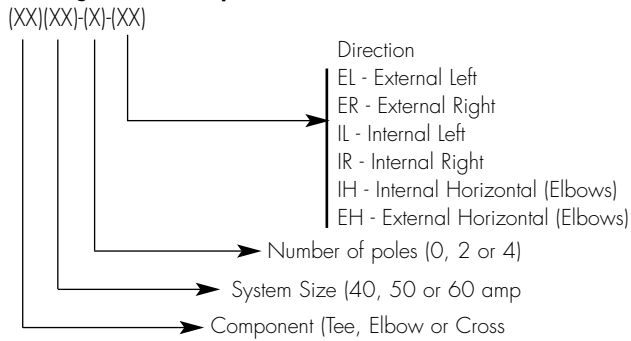 (XX)(XX)-(X)-(XX)
Direction
EL - External Left
ER - External Right
IL - Internal Left
IR - Internal Right
IH - Internal Horizontal (Elbows)
EH - External Horizontal (Elbows)
Number of poles (0, 2 or 4)
System Size (40, 50 or 60 amp
Component (Tee, Elbow or Cross